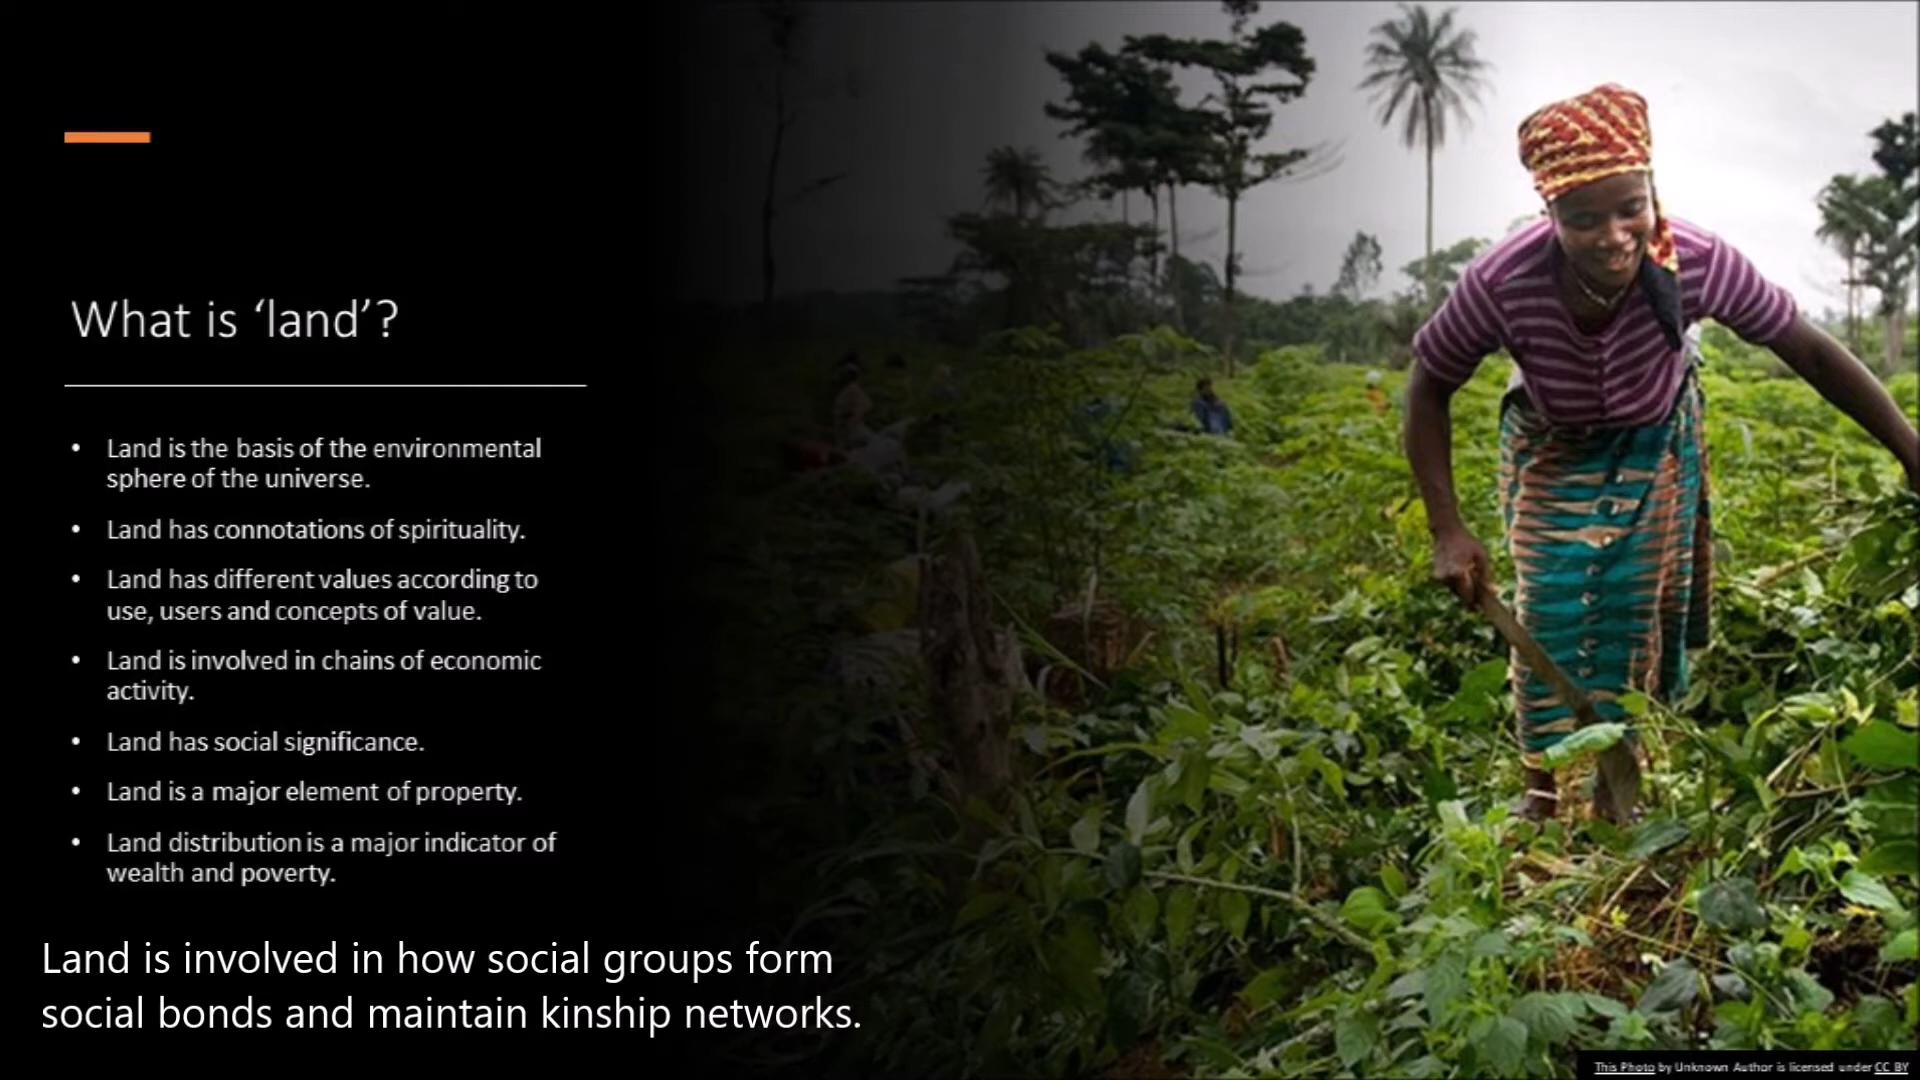 What is ‘land’?
• Land is the basis of the environmental
sphere of the universe.
• Land has connotations of spirituality.
• Land has different values according to
use, users and concepts of value.
• Land is involved in chains of economic
activity.
• Land has social significance.
• Land is a major element of property.
• Land distribution is a major indicator of
wealth and poverty.
Land is involved in how social groups form
social bonds and maintain kinship networks.
This Photo by Unknown Author is licensed under CC BY